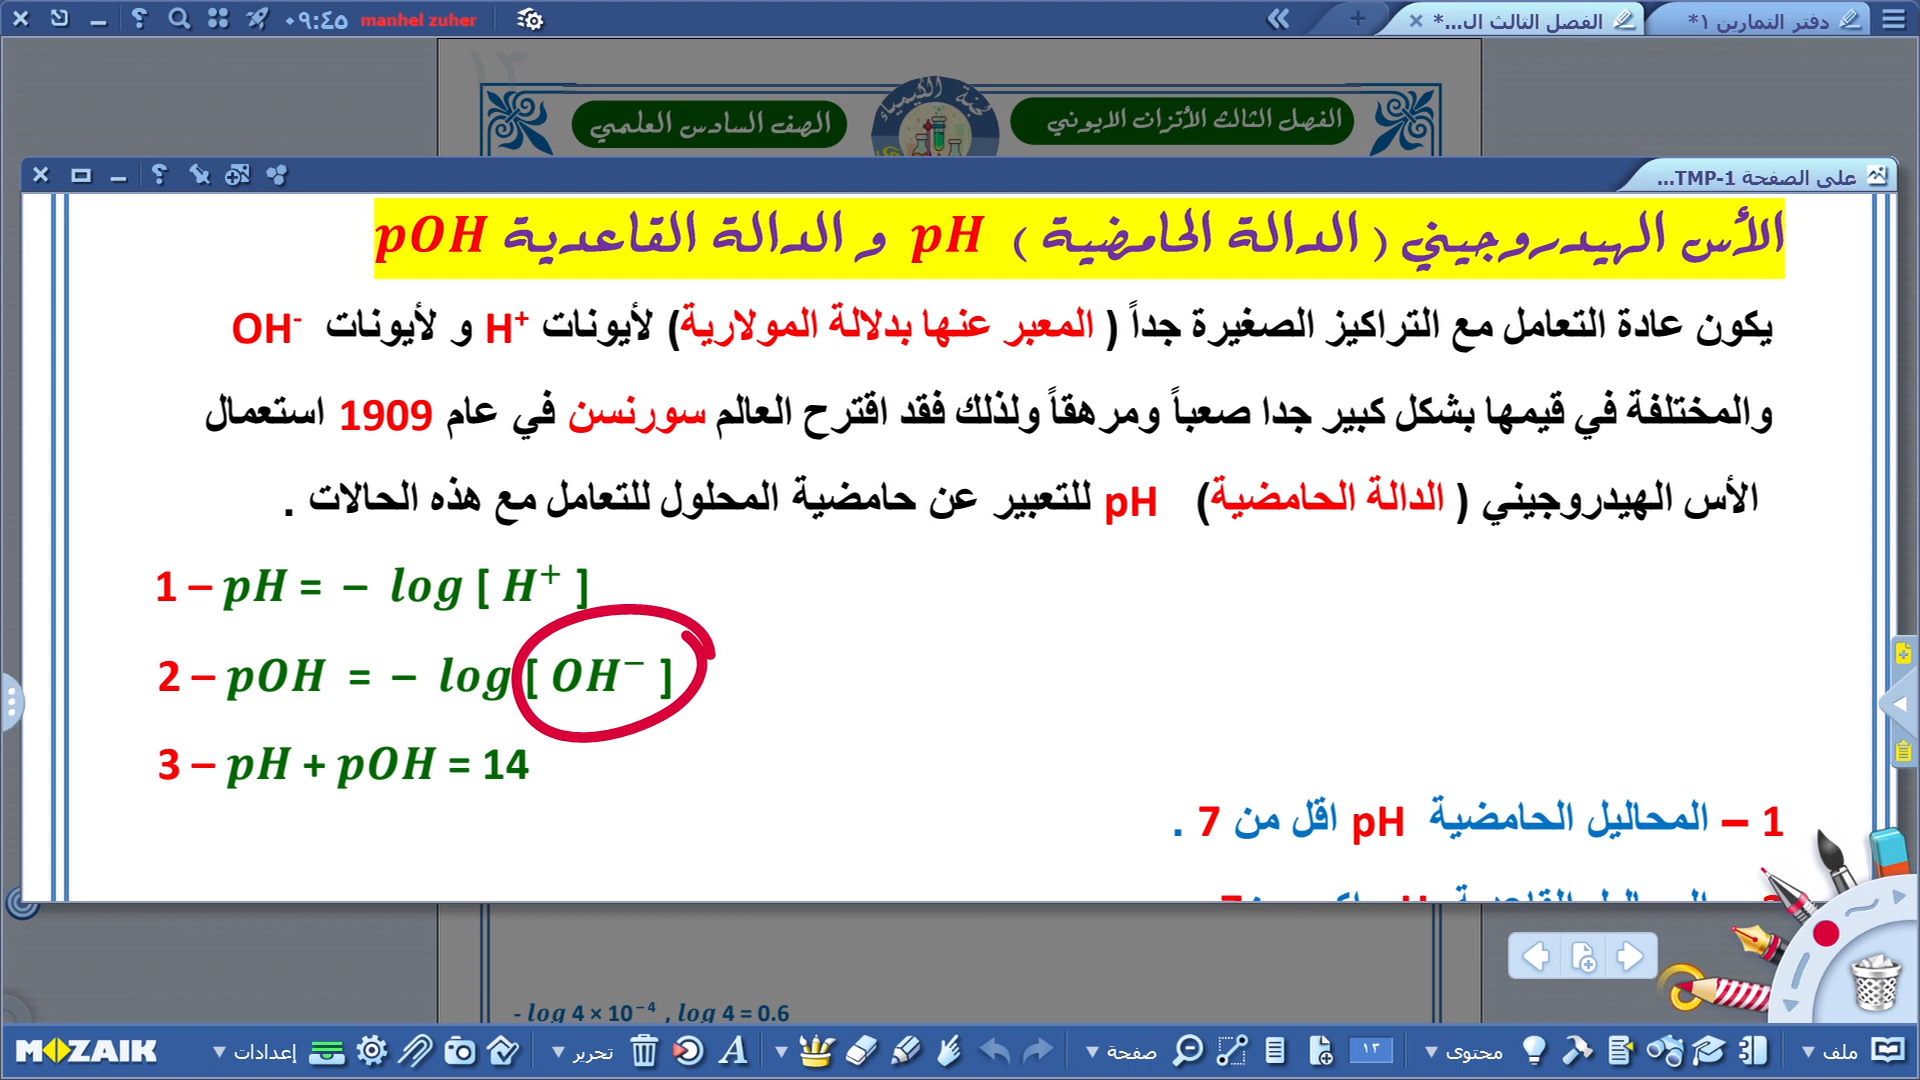 دفتر التمارين ١*
الفصل الثالث ال...*
manhel zuher
٠٩:٤٥
١٣
الفصل الثالث الأتزان الايوني
لجنة الكيمياء
الصف السادس العلمي
على الصفحة TMP-1...
الأس الهيدروجيني ( الدالة الحامضية ) pH و الدالة القاعدية pOH
يكون عادة التعامل مع التراكيز الصغيرة جداً ( المعبر عنها بدلالة المولارية) لأيونات H⁺ و لأيونات OH⁻
والمختلفة في قيمها بشكل كبير جدا صعباً ومرهقاً ولذلك فقد اقترح العالم سورنسن في عام 1909 استعمال
الأس الهيدروجيني ( الدالة الحامضية) pH للتعبير عن حامضية المحلول للتعامل مع هذه الحالات .
1 – pH = – log [ H⁺ ]
2 – pOH = – log [ OH⁻ ]
3 – pH + pOH = 14
1 – المحاليل الحامضية pH اقل من 7 .
- log 4 × 10⁻⁴ , log 4 = 0.6
MOZAIK
إعدادات
تحرير
صفحة
١٣
محتوى
ملف